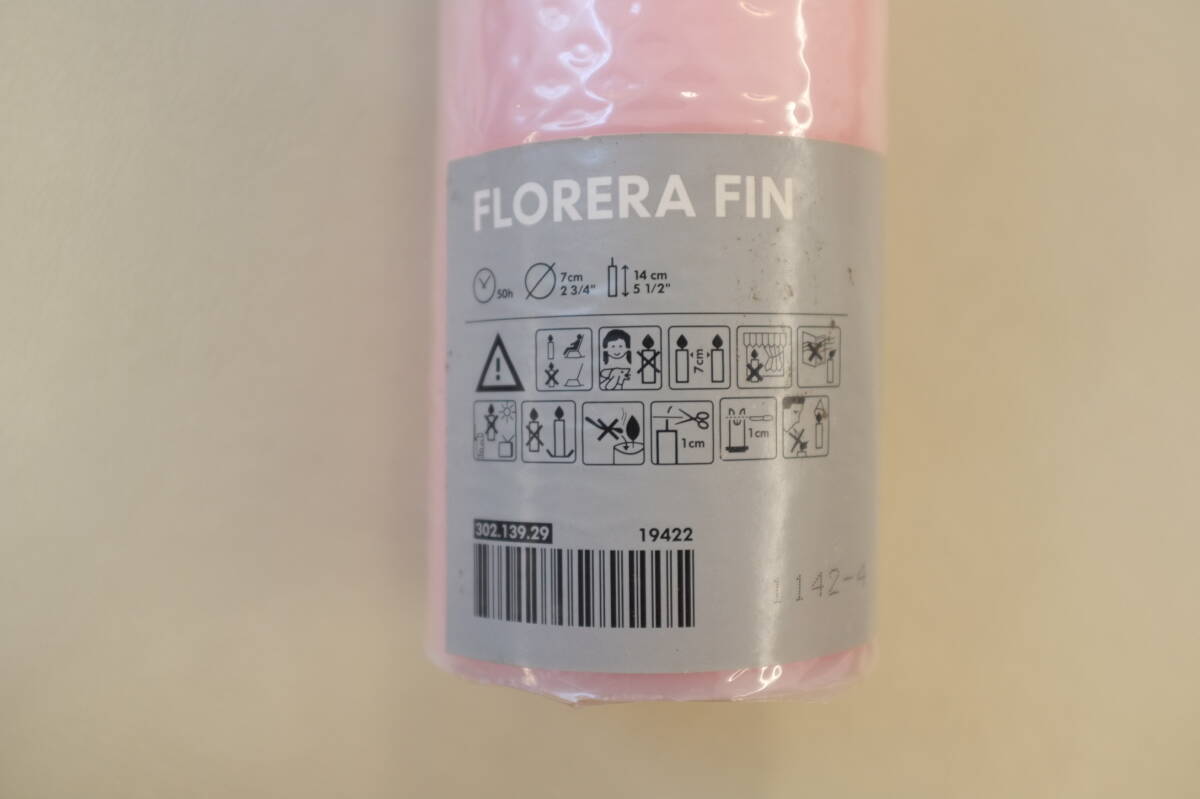 FLORERA FIN
50h 7cm 14 cm
2 3/4" 5 1/2"
7cm
1cm 1cm
302.139.29 19422
1142-4